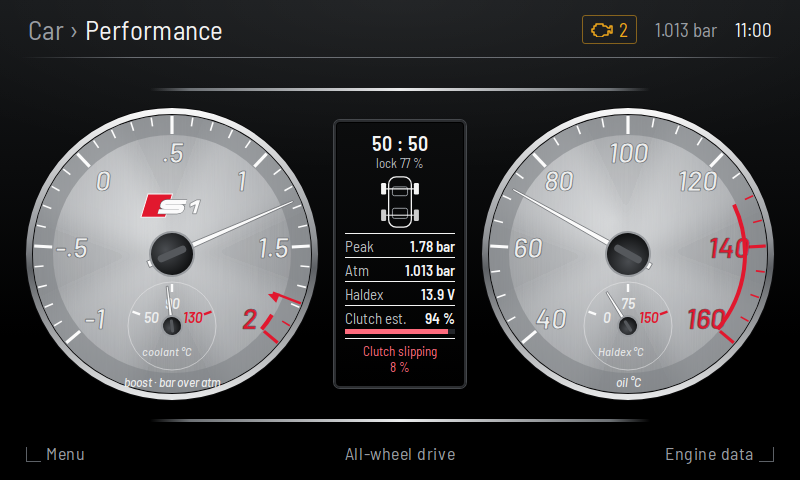 Car › Performance
2
1.013 bar
11:00
-1
-.5
0
.5
1
1.5
2
S1
50
90
130
coolant °C
boost · bar over atm
50 : 50
lock 77 %
Peak 1.78 bar
Atm 1.013 bar
Haldex 13.9 V
Clutch est. 94 %
Clutch slipping
8 %
40
60
80
100
120
140
160
0
75
150
Haldex °C
oil °C
Menu
All-wheel drive
Engine data